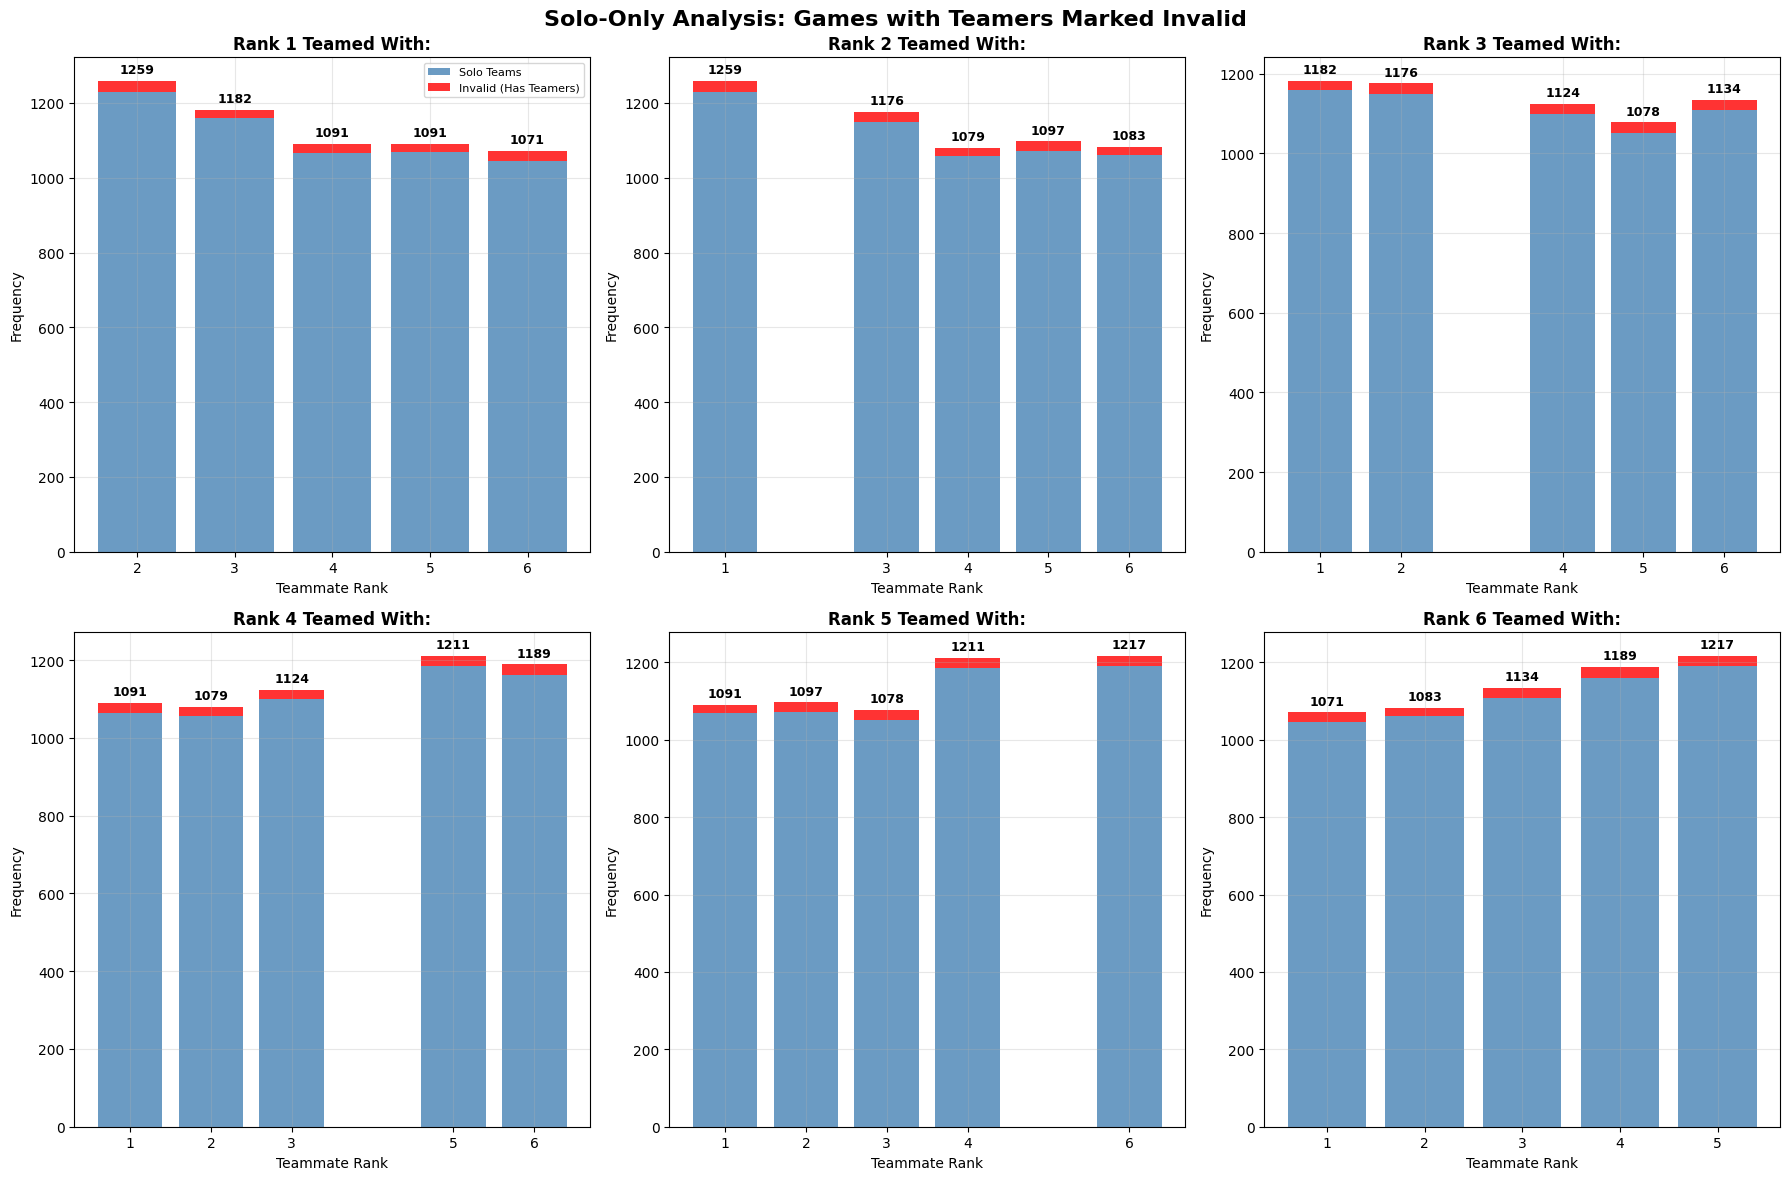 Solo-Only Analysis: Games with Teamers Marked Invalid
Rank 1 Teamed With:
Solo Teams
Invalid (Has Teamers)
1259
1182
1091
1091
1071
1200
1000
800
600
400
200
0
Frequency
2 3 4 5 6
Teammate Rank
Rank 2 Teamed With:
1259
1176
1079
1097
1083
1200
1000
800
600
400
200
0
Frequency
1 3 4 5 6
Teammate Rank
Rank 3 Teamed With:
1182
1176
1124
1078
1134
1200
1000
800
600
400
200
0
Frequency
1 2 4 5 6
Teammate Rank
Rank 4 Teamed With:
1091
1079
1124
1211
1189
1200
1000
800
600
400
200
0
Frequency
1 2 3 5 6
Teammate Rank
Rank 5 Teamed With:
1091
1097
1078
1211
1217
1200
1000
800
600
400
200
0
Frequency
1 2 3 4 6
Teammate Rank
Rank 6 Teamed With:
1071
1083
1134
1189
1217
1200
1000
800
600
400
200
0
Frequency
1 2 3 4 5
Teammate Rank